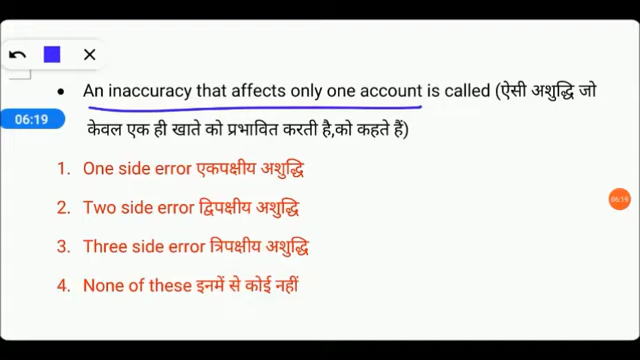 An inaccuracy that affects only one account is called (ऐसी अशुद्धि जो
06:19
केवल एक ही खाते को प्रभावित करती है,को कहते हैं)
1. One side error एकपक्षीय अशुद्धि
06:19
2. Two side error द्विपक्षीय अशुद्धि
3. Three side error त्रिपक्षीय अशुद्धि
4. None of these इनमें से कोई नहीं